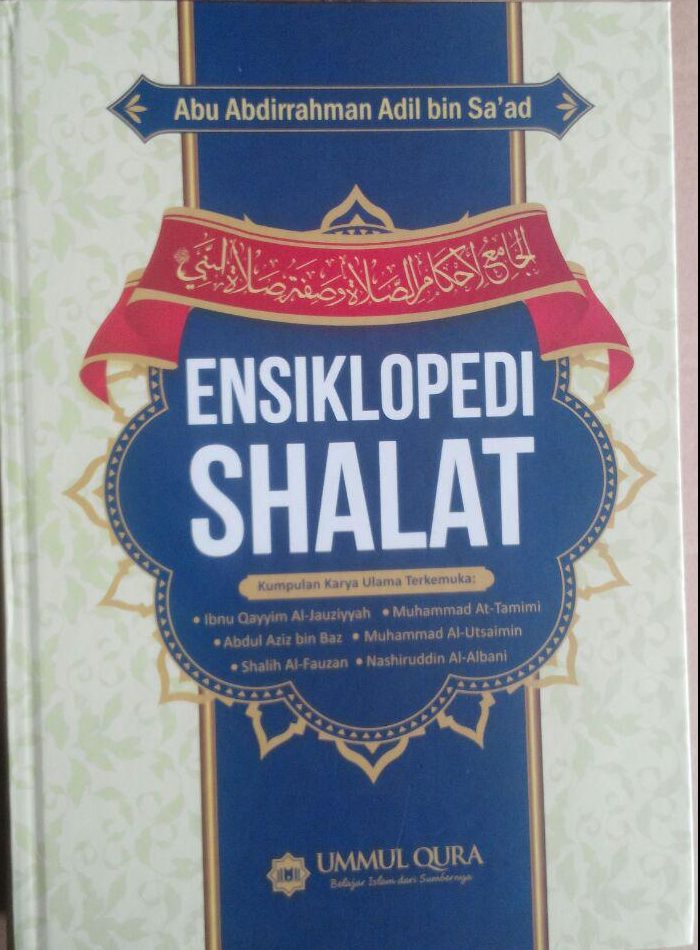 Abu Abdirrahman Adil bin Sa'ad
الجامع لأحكام الصلاة وصفة صلاة النبي ﷺ
ENSIKLOPEDI
SHALAT
Kumpulan Karya Ulama Terkemuka:
• Ibnu Qayyim Al-Jauziyyah • Muhammad At-Tamimi
• Abdul Aziz bin Baz • Muhammad Al-Utsaimin
• Shalih Al-Fauzan • Nashiruddin Al-Albani
UMMUL QURA
Belajar Islam dari Sumbernya